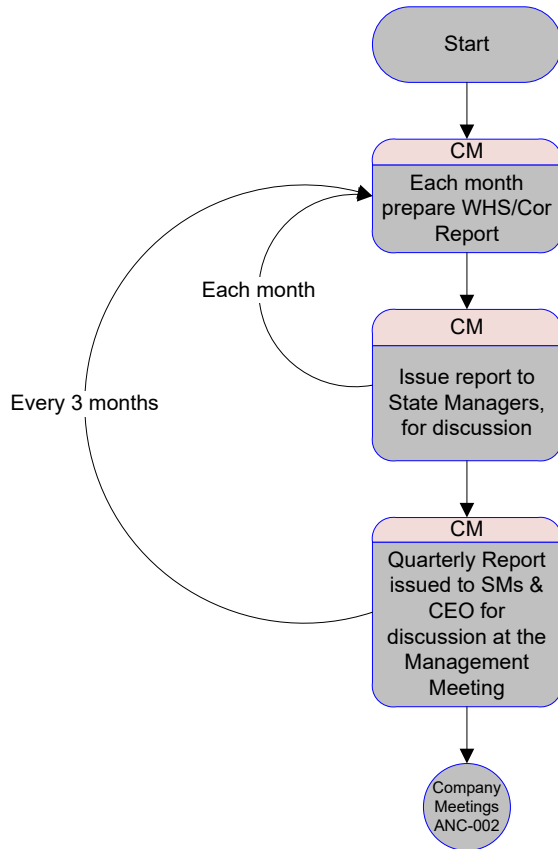 Start
CM
Each month
prepare WHS/Cor
Report
Each month
CM
Issue report to
State Managers,
for discussion
Every 3 months
CM
Quarterly Report
issued to SMs &
CEO for
discussion at the
Management
Meeting
Company
Meetings
ANC-002